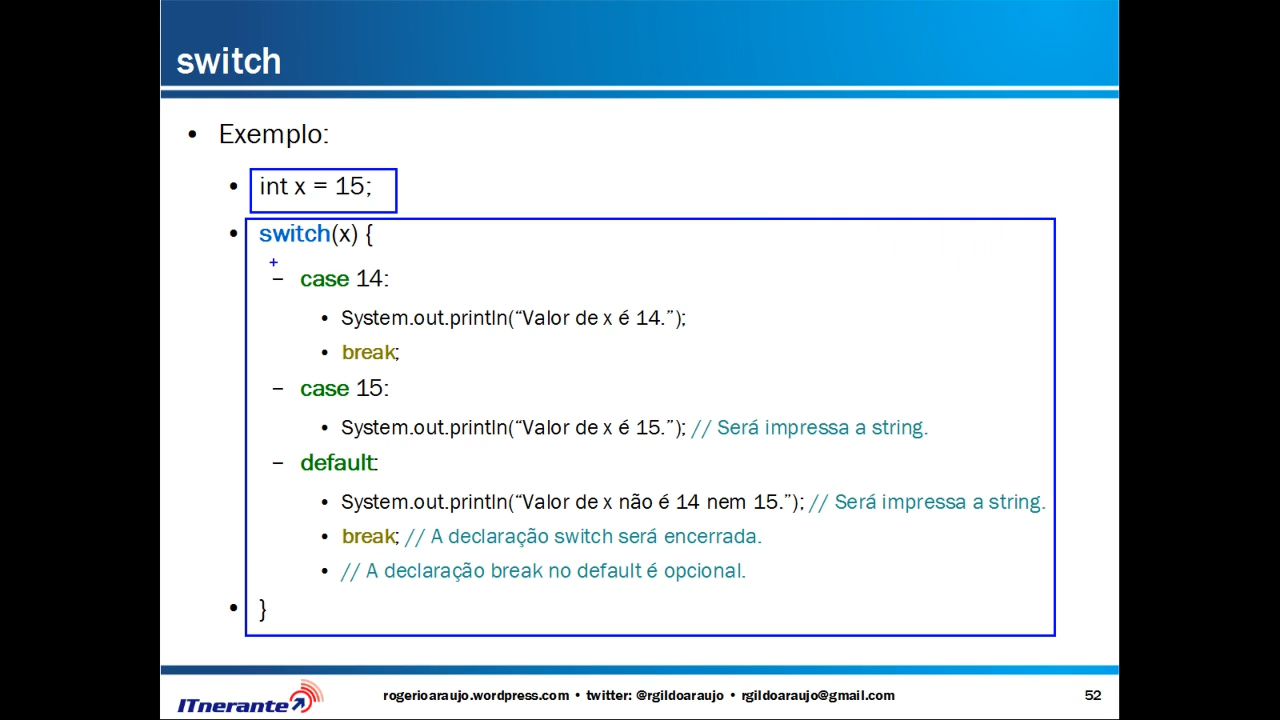 switch
• Exemplo:
• int x = 15;
• switch(x) {
– case 14:
• System.out.println(“Valor de x é 14.”);
• break;
– case 15:
• System.out.println(“Valor de x é 15.”); // Será impressa a string.
– default:
• System.out.println(“Valor de x não é 14 nem 15.”); // Será impressa a string.
• break; // A declaração switch será encerrada.
• // A declaração break no default é opcional.
• }
ITnerante
rogerioaraujo.wordpress.com • twitter: @rgildoaraujo • rgildoaraujo@gmail.com
52